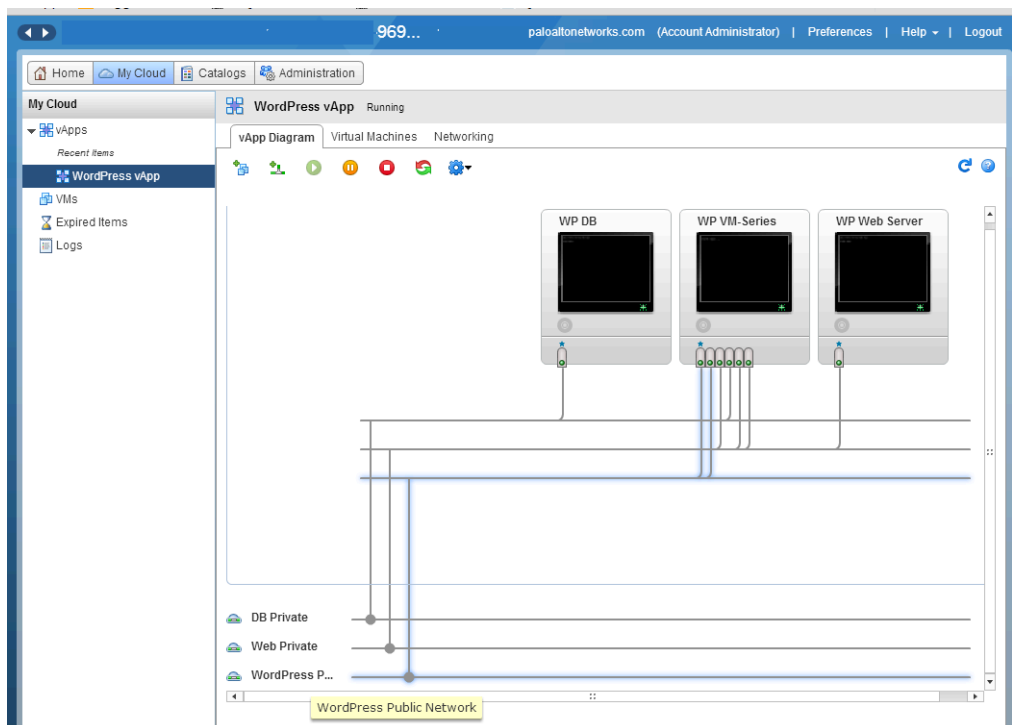 969... paloaltonetworks.com (Account Administrator) | Preferences | Help | Logout
Home My Cloud Catalogs Administration
My Cloud
WordPress vApp Running
vApps
vApp Diagram Virtual Machines Networking
Recent Items
WordPress vApp
VMs
Expired Items
Logs
WP DB WP VM-Series WP Web Server
DB Private
Web Private
WordPress P...
WordPress Public Network